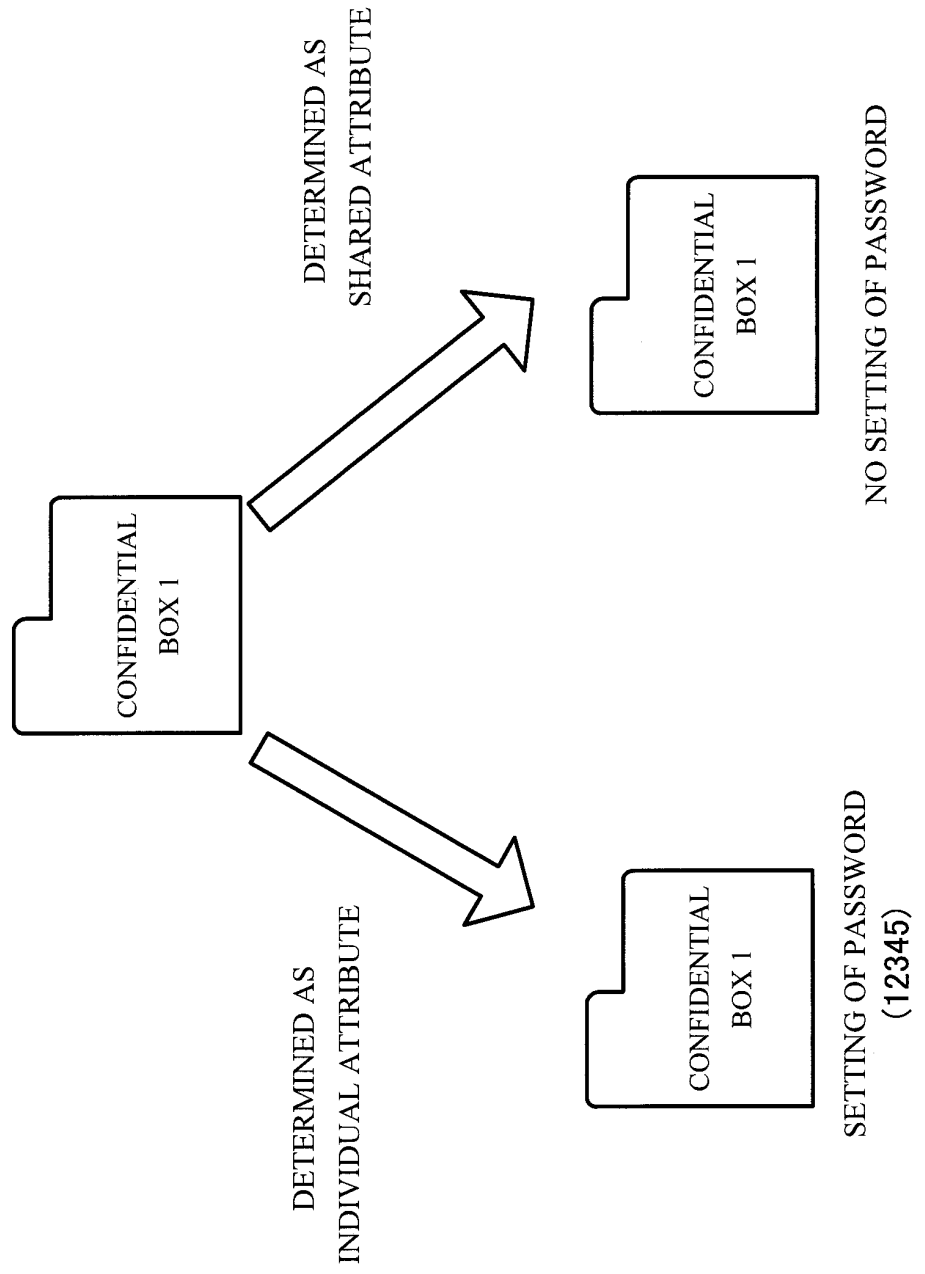 CONFIDENTIAL
BOX 1
DETERMINED AS
INDIVIDUAL ATTRIBUTE
DETERMINED AS
SHARED ATTRIBUTE
CONFIDENTIAL
BOX 1
SETTING OF PASSWORD
(12345)
CONFIDENTIAL
BOX 1
NO SETTING OF PASSWORD